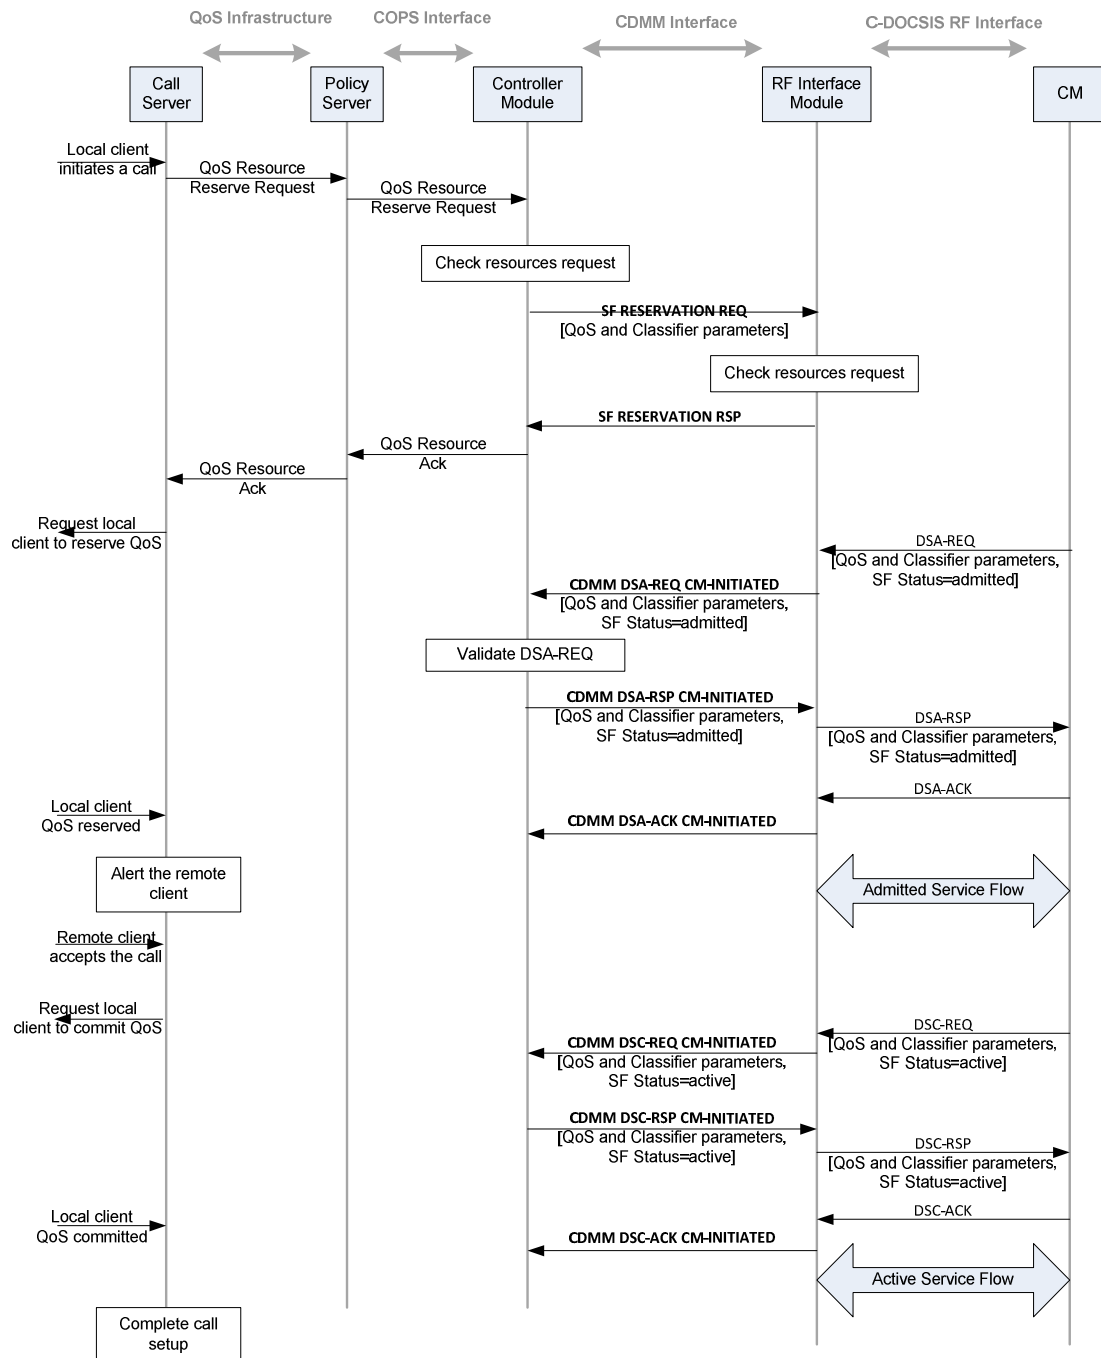 QoS Infrastructure
COPS Interface
CDMM Interface
C-DOCSIS RF Interface
Call
Server
Policy
Server
Controller
Module
RF Interface
Module
CM
Local client
initiates a call
QoS Resource
Reserve Request
QoS Resource
Reserve Request
Check resources request
SF RESERVATION REQ
[QoS and Classifier parameters]
Check resources request
SF RESERVATION RSP
QoS Resource
Ack
QoS Resource
Ack
Request local
client to reserve QoS
DSA-REQ
[QoS and Classifier parameters,
SF Status=admitted]
CDMM DSA-REQ CM-INITIATED
[QoS and Classifier parameters,
SF Status=admitted]
Validate DSA-REQ
CDMM DSA-RSP CM-INITIATED
[QoS and Classifier parameters,
SF Status=admitted]
DSA-RSP
[QoS and Classifier parameters,
SF Status=admitted]
DSA-ACK
Local client
QoS reserved
CDMM DSA-ACK CM-INITIATED
Alert the remote
client
Admitted Service Flow
Remote client
accepts the call
Request local
client to commit QoS
DSC-REQ
[QoS and Classifier parameters,
SF Status=active]
CDMM DSC-REQ CM-INITIATED
[QoS and Classifier parameters,
SF Status=active]
CDMM DSC-RSP CM-INITIATED
[QoS and Classifier parameters,
SF Status=active]
DSC-RSP
[QoS and Classifier parameters,
SF Status=active]
DSC-ACK
Local client
QoS committed
CDMM DSC-ACK CM-INITIATED
Active Service Flow
Complete call
setup